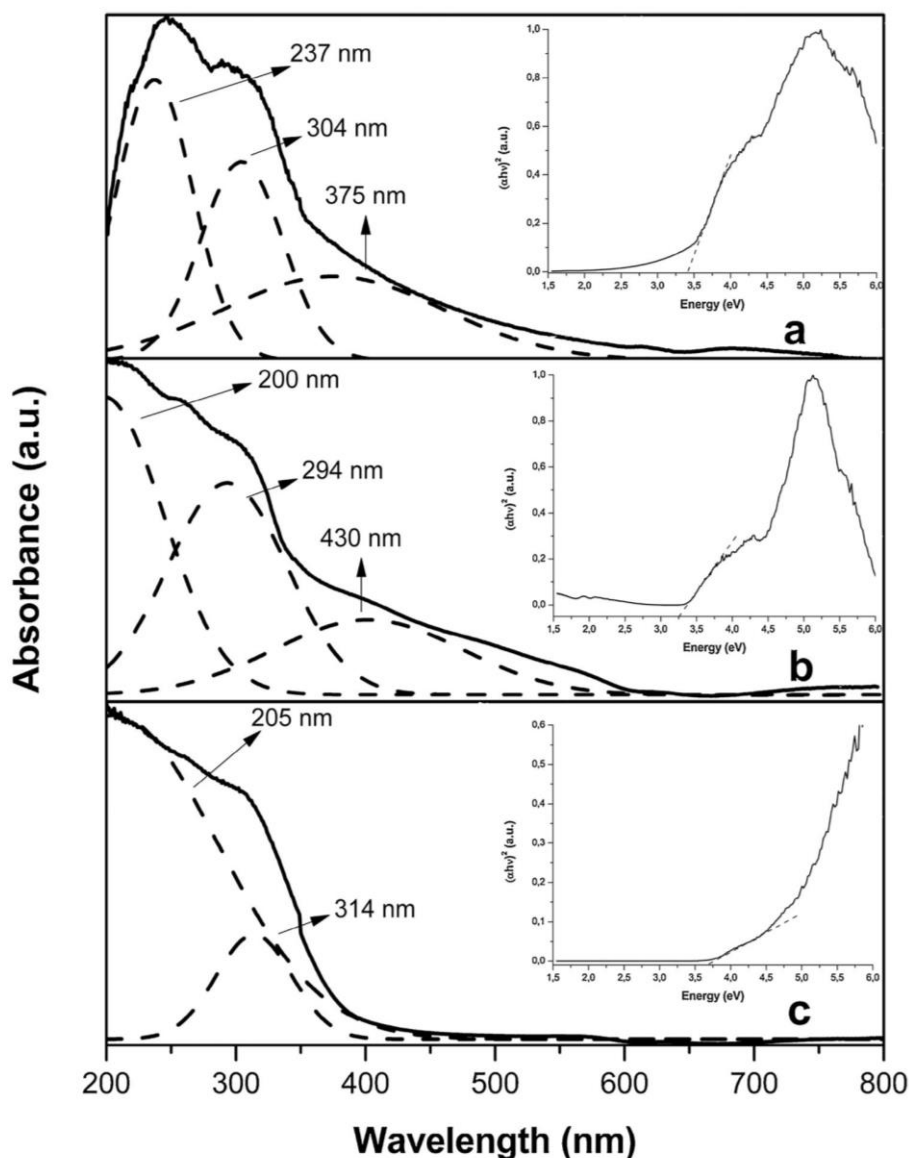 Absorbance (a.u.)
237 nm
304 nm
375 nm
a
(αhν)² (a.u.)
1,0
0,8
0,6
0,4
0,2
0,0
1,5 2,0 2,5 3,0 3,5 4,0 4,5 5,0 5,5 6,0
Energy (eV)
200 nm
294 nm
430 nm
b
(αhν)² (a.u.)
1,0
0,8
0,6
0,4
0,2
0,0
1,5 2,0 2,5 3,0 3,5 4,0 4,5 5,0 5,5 6,0
Energy (eV)
205 nm
314 nm
c
(αhν)² (a.u.)
0,6
0,5
0,4
0,3
0,2
0,1
0,0
1,5 2,0 2,5 3,0 3,5 4,0 4,5 5,0 5,5 6,0
Energy (eV)
200 300 400 500 600 700 800
Wavelength (nm)